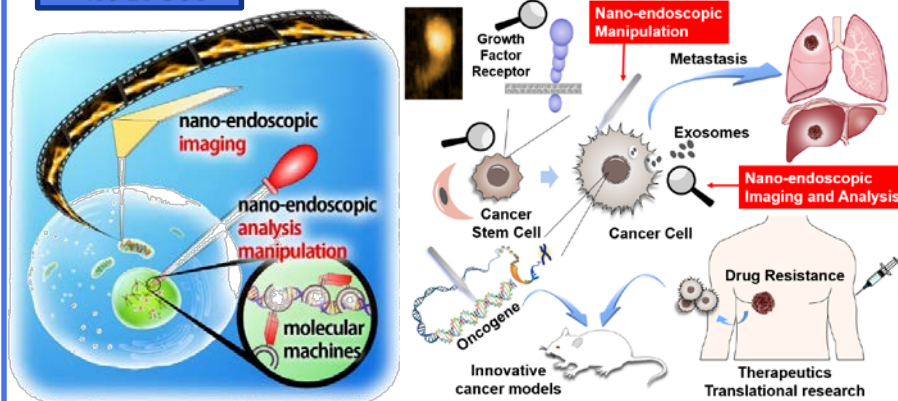 nano-endoscopic
imaging
nano-endoscopic
analysis
manipulation
molecular
machines
Growth
Factor
Receptor
Nano-endoscopic
Manipulation
Metastasis
Exosomes
Nano-endoscopic
Imaging and Analysis
Cancer
Stem Cell
Cancer Cell
Oncogene
Drug Resistance
Innovative
cancer models
Therapeutics
Translational research